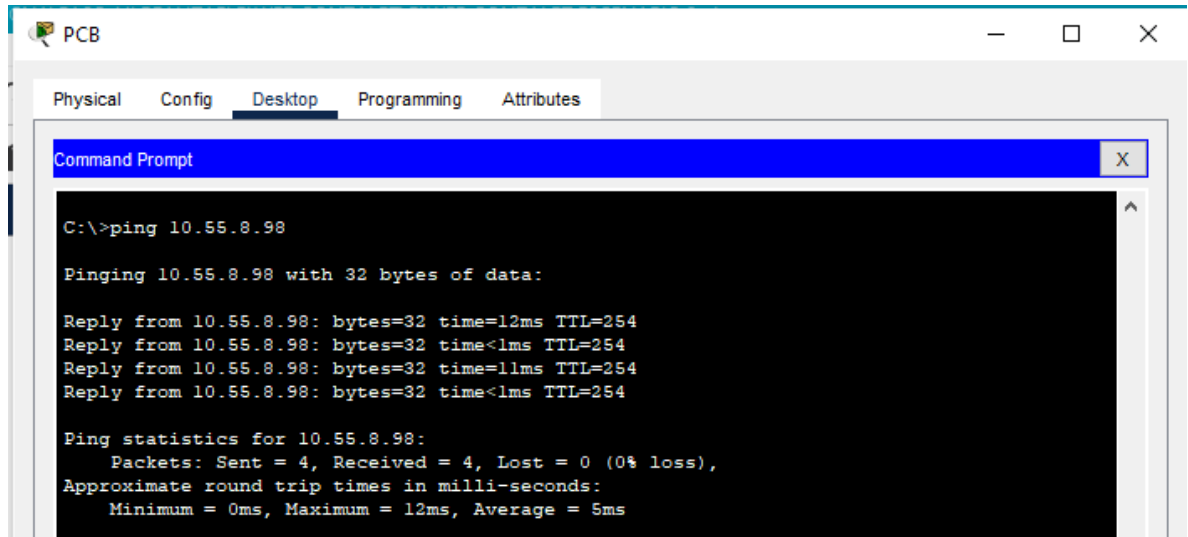 PCB
Physical Config Desktop Programming Attributes
Command Prompt
X
C:\>ping 10.55.8.98
Pinging 10.55.8.98 with 32 bytes of data:
Reply from 10.55.8.98: bytes=32 time=12ms TTL=254
Reply from 10.55.8.98: bytes=32 time<1ms TTL=254
Reply from 10.55.8.98: bytes=32 time=11ms TTL=254
Reply from 10.55.8.98: bytes=32 time<1ms TTL=254
Ping statistics for 10.55.8.98:
Packets: Sent = 4, Received = 4, Lost = 0 (0% loss),
Approximate round trip times in milli-seconds:
Minimum = 0ms, Maximum = 12ms, Average = 5ms